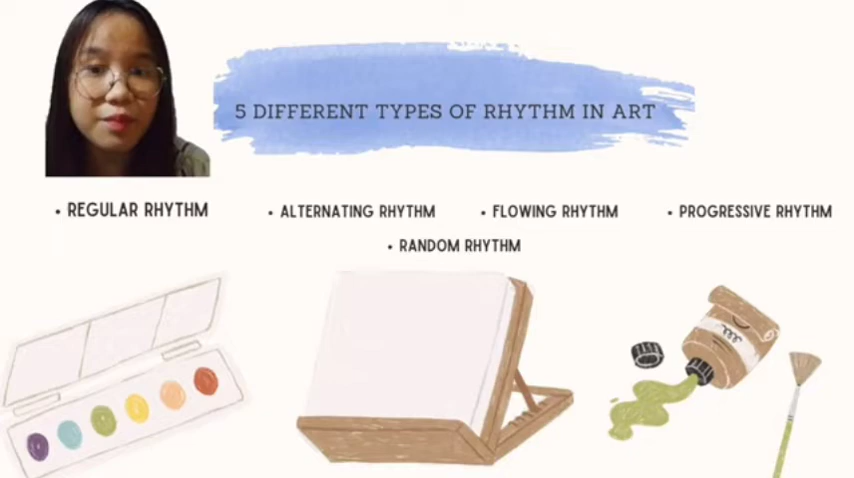 5 DIFFERENT TYPES OF RHYTHM IN ART
• REGULAR RHYTHM
• ALTERNATING RHYTHM
• FLOWING RHYTHM
• PROGRESSIVE RHYTHM
• RANDOM RHYTHM